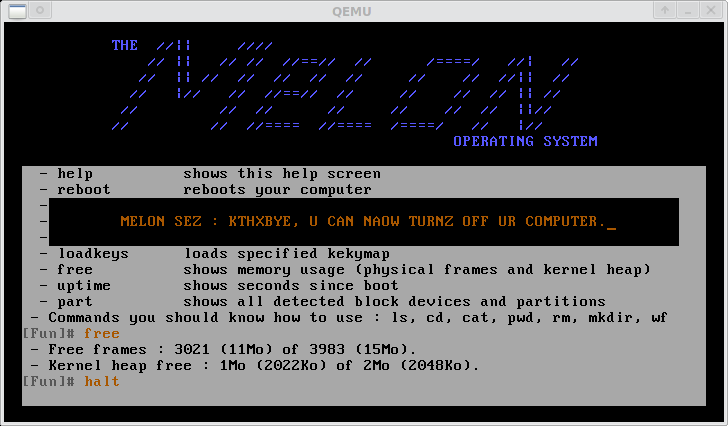 QEMU
THE
MELON
OPERATING SYSTEM
- help shows this help screen
- reboot reboots your computer
-
MELON SEZ : KTHXBYE, U CAN NAOW TURNZ OFF UR COMPUTER._
-
- loadkeys loads specified kekymap
- free shows memory usage (physical frames and kernel heap)
- uptime shows seconds since boot
- part shows all detected block devices and partitions
- Commands you should know how to use : ls, cd, cat, pwd, rm, mkdir, wf
[Fun]# free
- Free frames : 3021 (11Mo) of 3983 (15Mo).
- Kernel heap free : 1Mo (2022Ko) of 2Mo (2048Ko).
[Fun]# halt